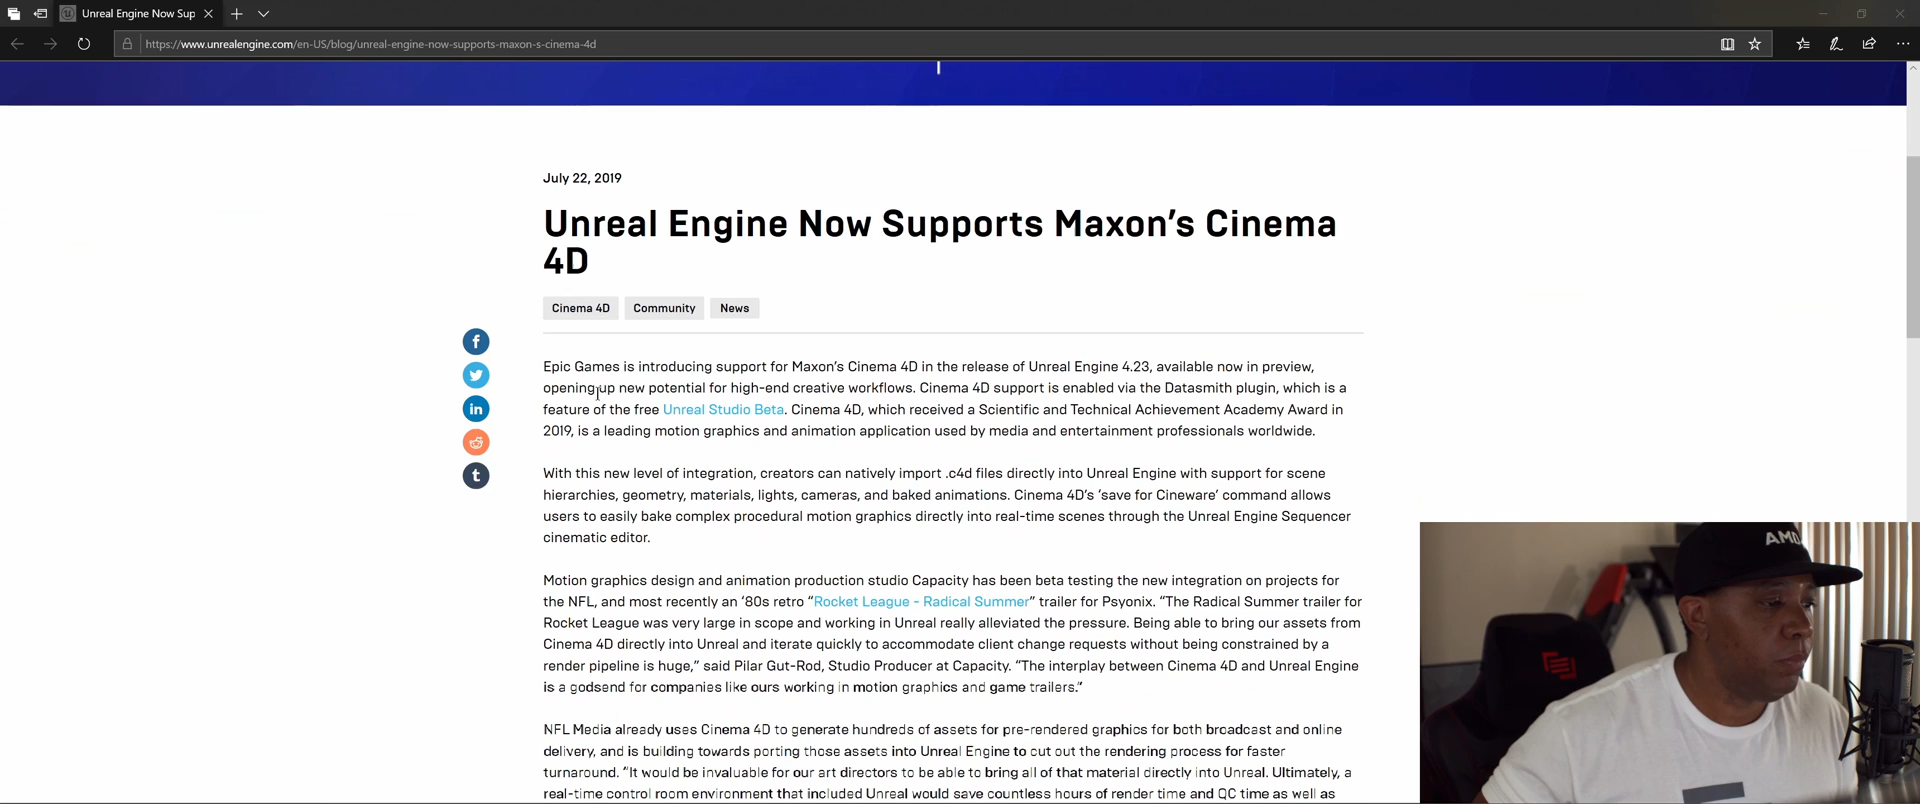 Unreal Engine Now Sup
https://www.unrealengine.com/en-US/blog/unreal-engine-now-supports-maxon-s-cinema-4d
July 22, 2019
Unreal Engine Now Supports Maxon's Cinema
4D
Cinema 4D Community News
Epic Games is introducing support for Maxon's Cinema 4D in the release of Unreal Engine 4.23, available now in preview,
opening up new potential for high-end creative workflows. Cinema 4D support is enabled via the Datasmith plugin, which is a
feature of the free Unreal Studio Beta. Cinema 4D, which received a Scientific and Technical Achievement Academy Award in
2019, is a leading motion graphics and animation application used by media and entertainment professionals worldwide.
With this new level of integration, creators can natively import .c4d files directly into Unreal Engine with support for scene
hierarchies, geometry, materials, lights, cameras, and baked animations. Cinema 4D's 'save for Cineware' command allows
users to easily bake complex procedural motion graphics directly into real-time scenes through the Unreal Engine Sequencer
cinematic editor.
Motion graphics design and animation production studio Capacity has been beta testing the new integration on projects for
the NFL, and most recently an '80s retro “Rocket League - Radical Summer” trailer for Psyonix. “The Radical Summer trailer for
Rocket League was very large in scope and working in Unreal really alleviated the pressure. Being able to bring our assets from
Cinema 4D directly into Unreal and iterate quickly to accommodate client change requests without being constrained by a
render pipeline is huge,” said Pilar Gut-Rod, Studio Producer at Capacity. “The interplay between Cinema 4D and Unreal Engine
is a godsend for companies like ours working in motion graphics and game trailers.”
NFL Media already uses Cinema 4D to generate hundreds of assets for pre-rendered graphics for both broadcast and online
delivery, and is building towards porting those assets into Unreal Engine to cut out the rendering process for faster
turnaround. “It would be invaluable for our art directors to be able to bring all of that material directly into Unreal. Ultimately, a
real-time control room environment that included Unreal would save countless hours of render time and QC time as well as
AMD